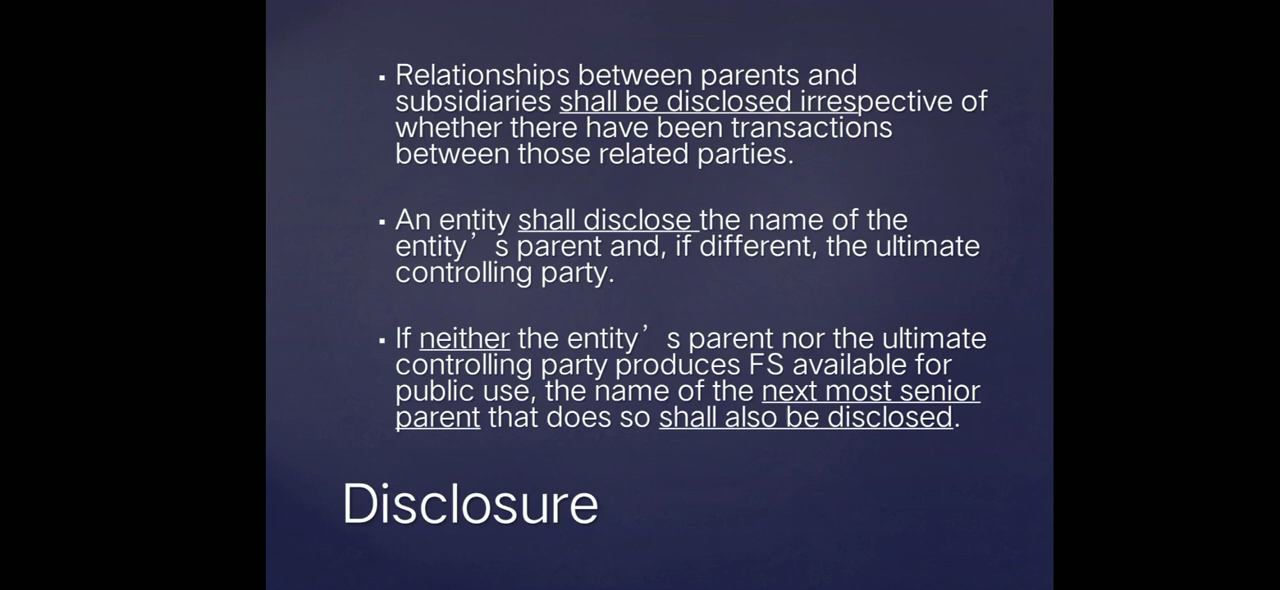 ▪ Relationships between parents and
subsidiaries shall be disclosed irrespective of
whether there have been transactions
between those related parties.
▪ An entity shall disclose the name of the
entity’s parent and, if different, the ultimate
controlling party.
▪ If neither the entity’s parent nor the ultimate
controlling party produces FS available for
public use, the name of the next most senior
parent that does so shall also be disclosed.
Disclosure